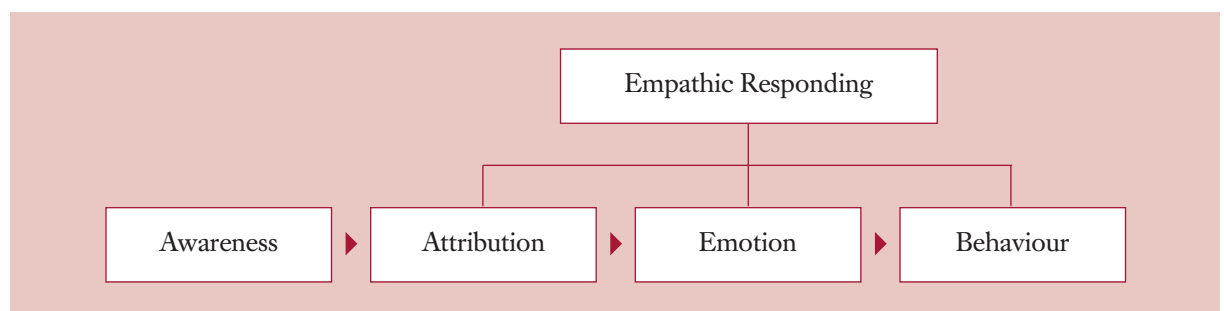 Empathic Responding
Awareness
Attribution
Emotion
Behaviour